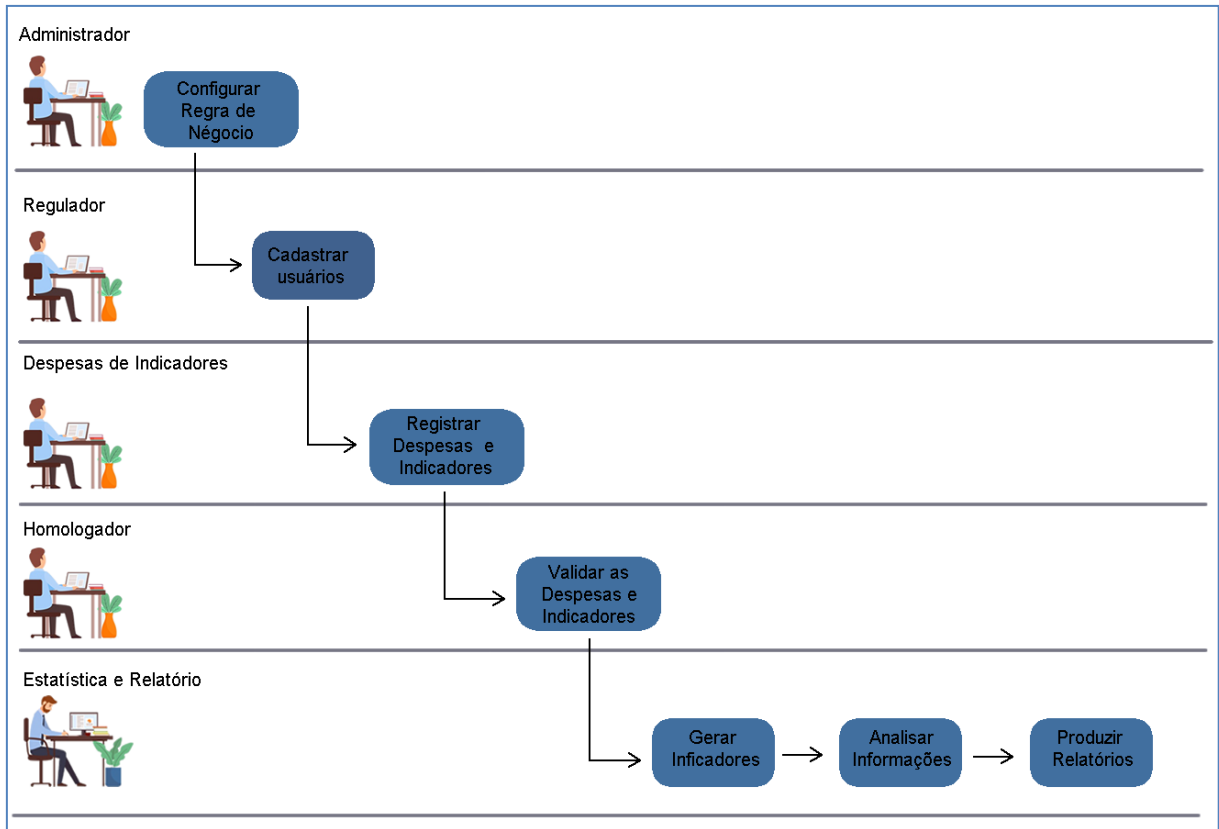 Administrador
Configurar
Regra de
Négocio
Regulador
Cadastrar
usuários
Despesas de Indicadores
Registrar
Despesas e
Indicadores
Homologador
Validar as
Despesas e
Indicadores
Estatística e Relatório
Gerar
Inficadores
Analisar
Informações
Produzir
Relatórios